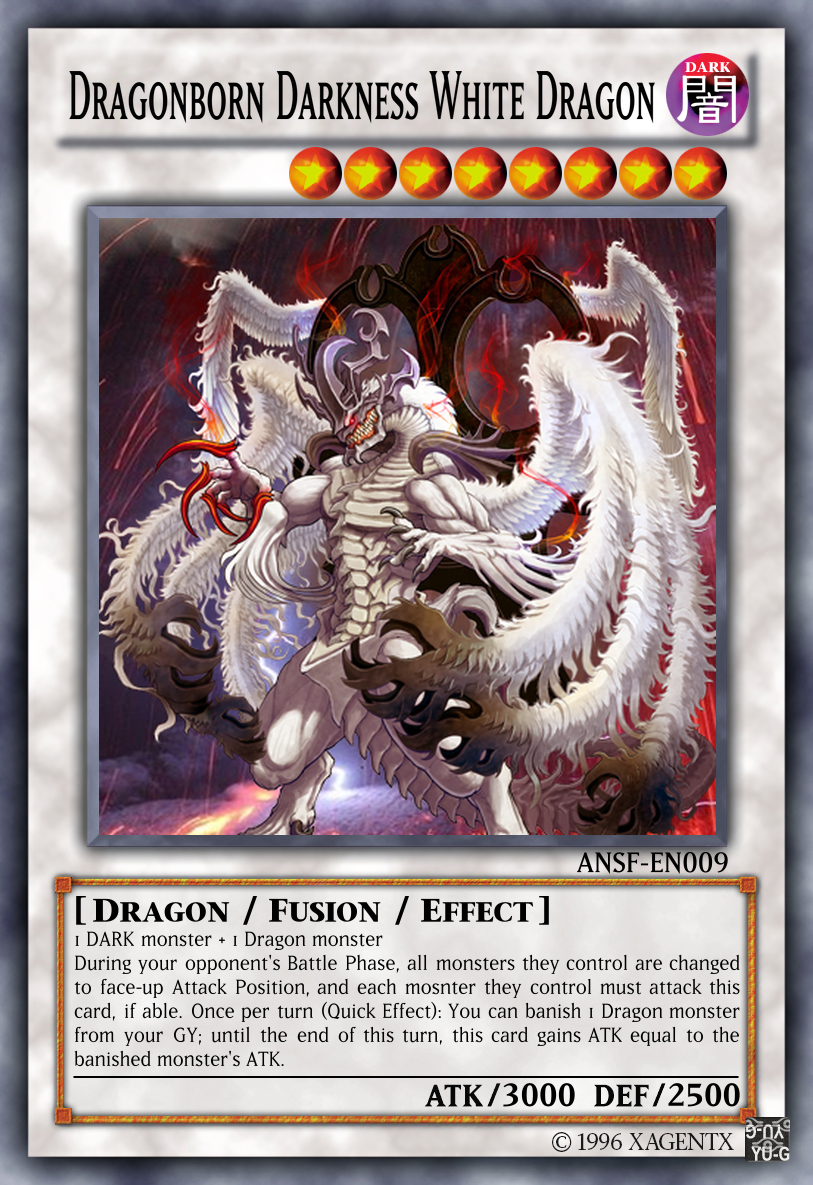 Dragonborn Darkness White Dragon
DARK
闇
ANSF-EN009
[ Dragon / Fusion / Effect ]
1 DARK monster + 1 Dragon monster
During your opponent's Battle Phase, all monsters they control are changed
to face-up Attack Position, and each mosnter they control must attack this
card, if able. Once per turn (Quick Effect): You can banish 1 Dragon monster
from your GY; until the end of this turn, this card gains ATK equal to the
banished monster's ATK.
ATK/3000 DEF/2500
© 1996 XAGENTX
YU-G
YU-G